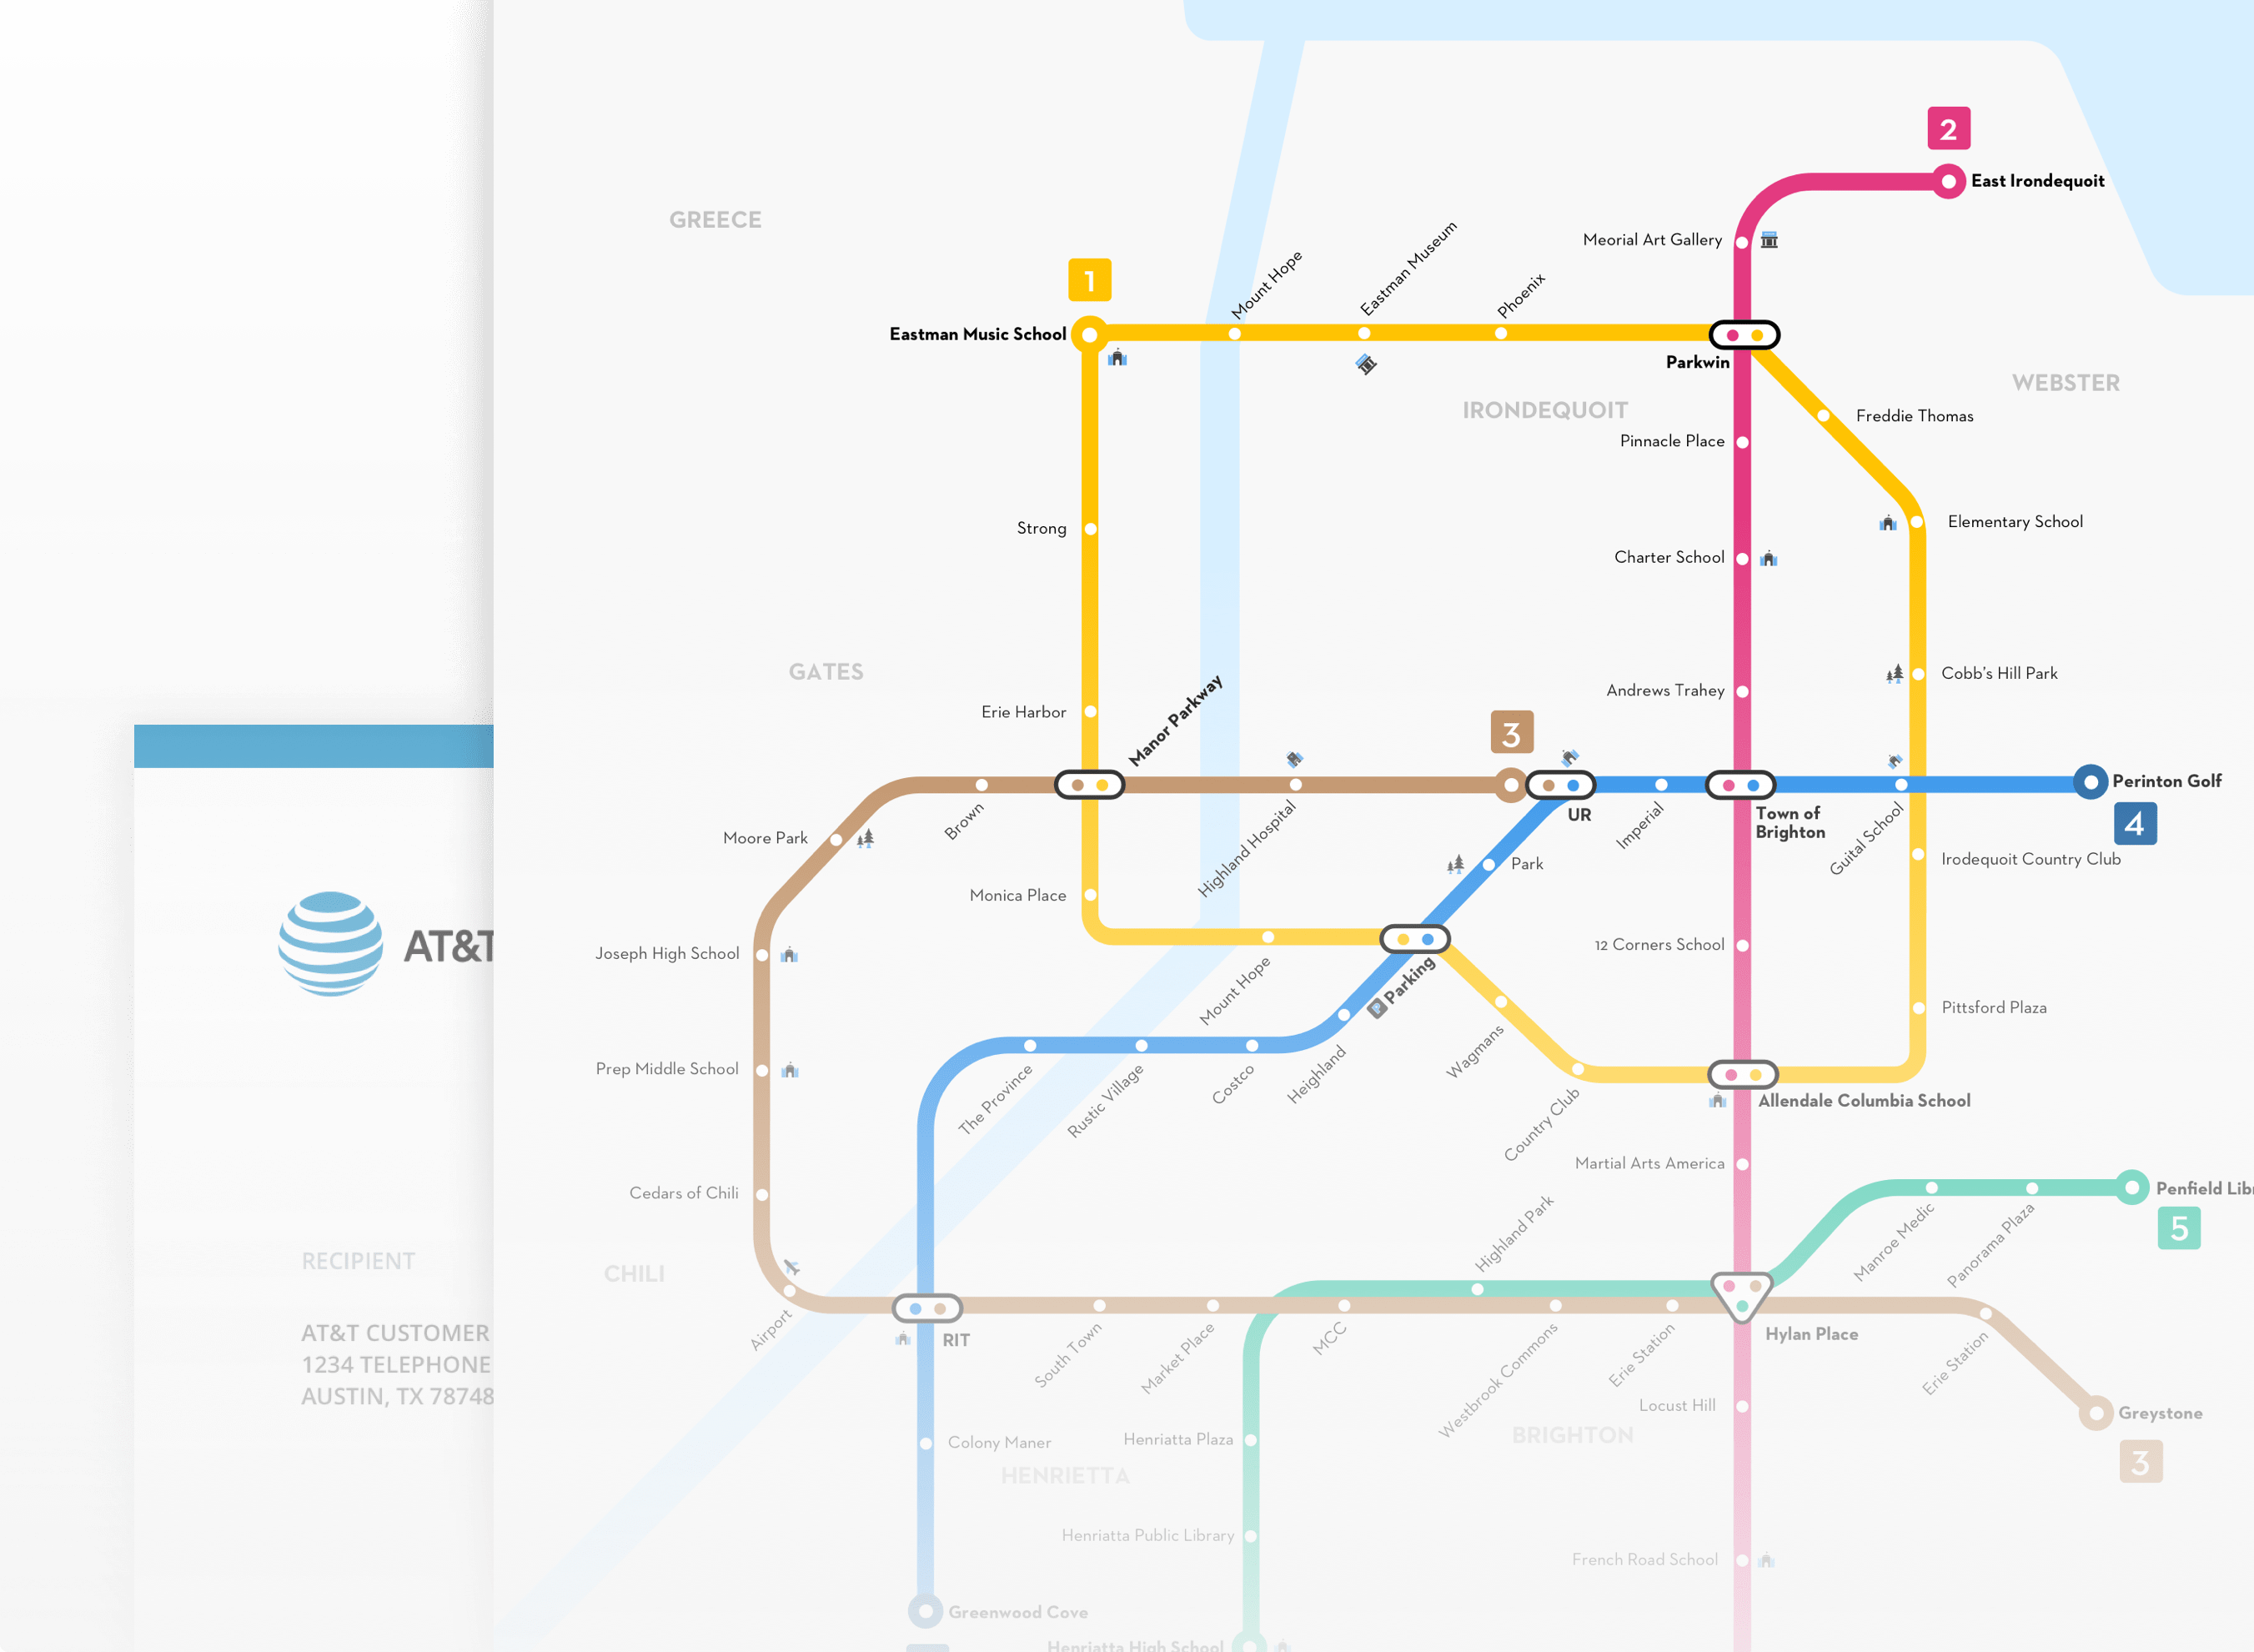 2
East Irondequoit
GREECE
Meorial Art Gallery
Mount Hope
Eastman Museum
Phoenix
1
Eastman Music School
Parkwin
WEBSTER
IRONDEQUOIT
Freddie Thomas
Pinnacle Place
Strong
Elementary School
Charter School
GATES
Cobb's Hill Park
Andrews Trahey
Erie Harbor
Manor Parkway
3
Perinton Golf
4
UR
Town of
Brighton
Brown
Moore Park
Highland Hospital
Imperial
Guital School
Park
Irodequoit Country Club
Monica Place
AT&T
Joseph High School
12 Corners School
Mount Hope
Parking
Pittsford Plaza
Prep Middle School
The Province
Rustic Village
Costco
Heighland
Wagmans
Country Club
Allendale Columbia School
Martial Arts America
Cedars of Chili
Highland Park
Penfield Lib
5
Manroe Medic
Panorama Plaza
RECIPIENT
CHILI
Airport
RIT
South Town
Market Place
MCC
Westbrook Commons
Erie Station
Hylan Place
Erie Station
AT&T CUSTOMER
1234 TELEPHONE
AUSTIN, TX 78748
Locust Hill
Greystone
3
BRIGHTON
Colony Maner
Henriatta Plaza
HENRIETTA
Henriatta Public Library
French Road School
Greenwood Cove
Henriatta High School